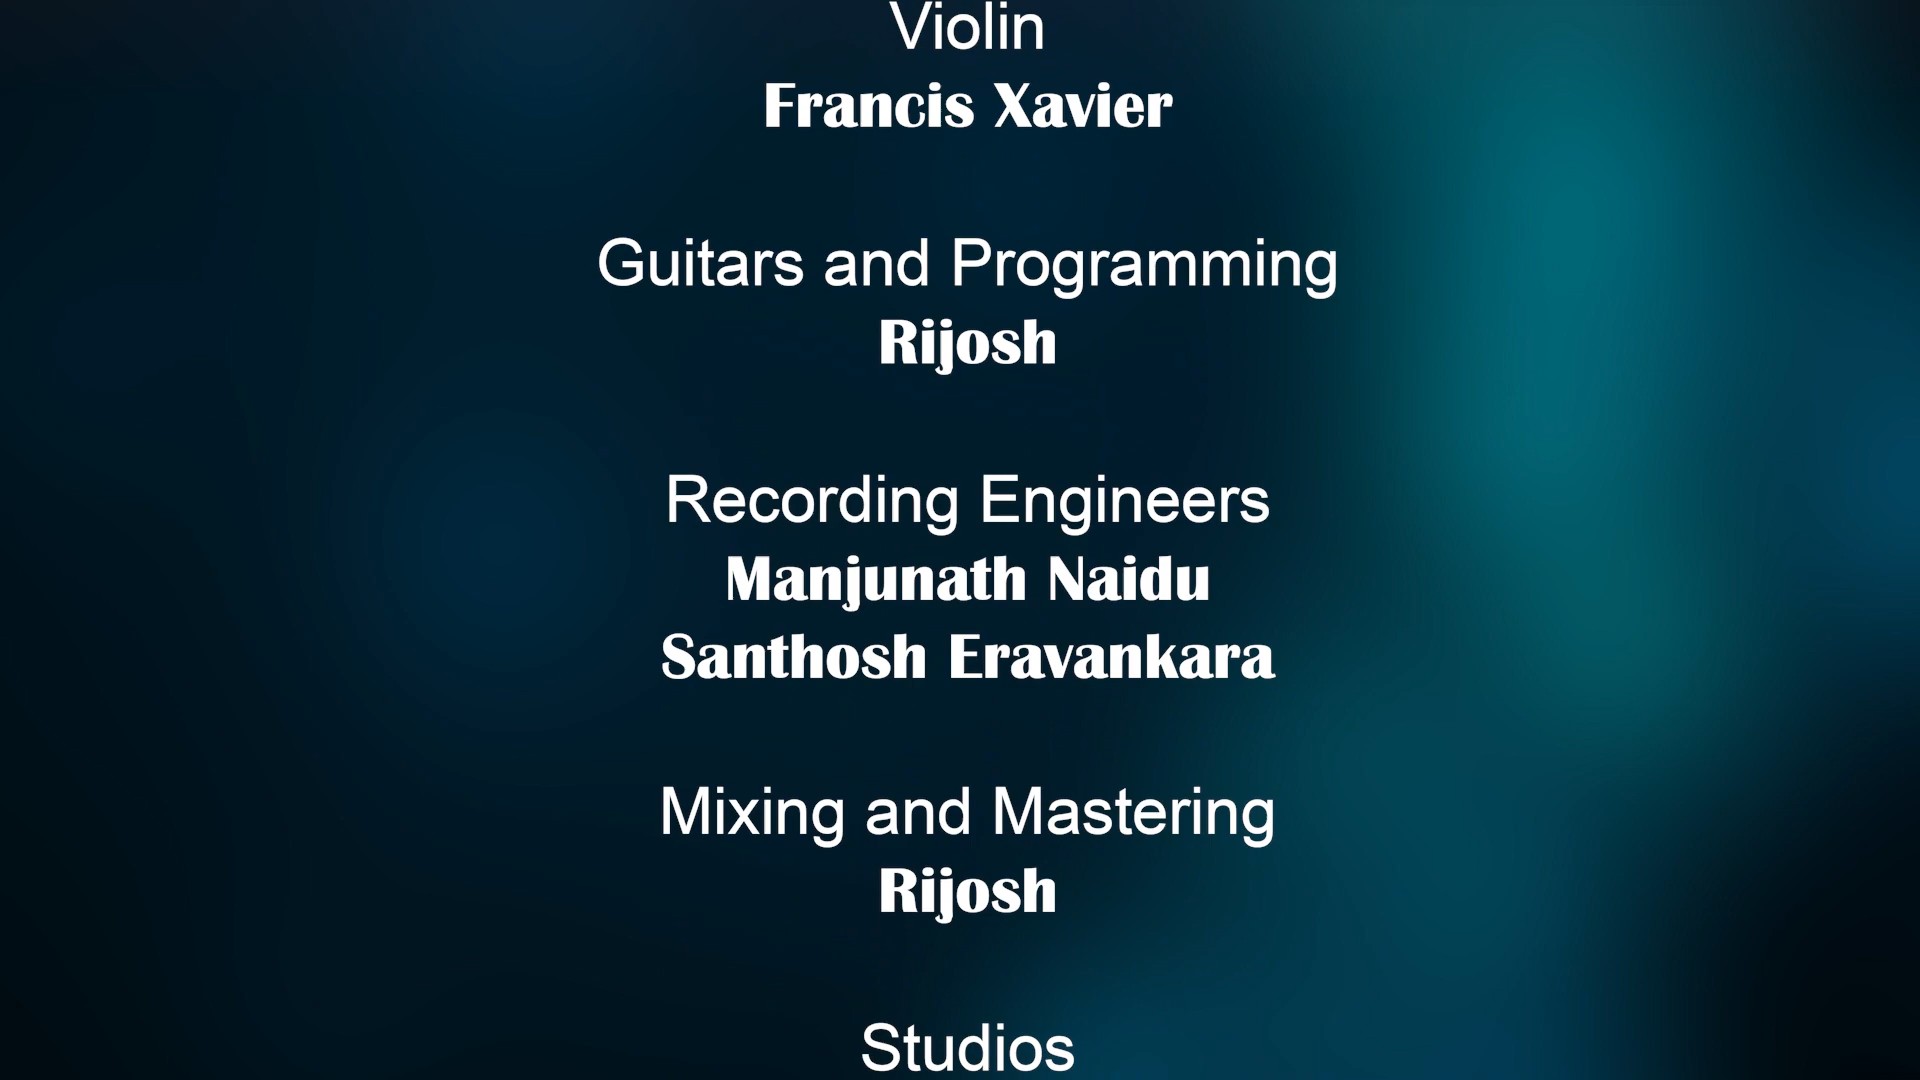 Violin
Francis Xavier
Guitars and Programming
Rijosh
Recording Engineers
Manjunath Naidu
Santhosh Eravankara
Mixing and Mastering
Rijosh
Studios